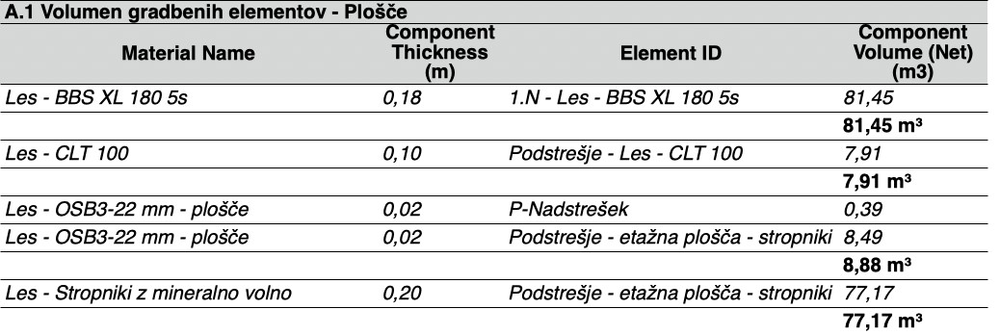 A.1 Volumen gradbenih elementov - Plošče
Material Name Component Thickness (m) Element ID Component Volume (Net) (m3)
Les - BBS XL 180 5s 0,18 1.N - Les - BBS XL 180 5s 81,45
81,45 m³
Les - CLT 100 0,10 Podstrešje - Les - CLT 100 7,91
7,91 m³
Les - OSB3-22 mm - plošče 0,02 P-Nadstrešek 0,39
Les - OSB3-22 mm - plošče 0,02 Podstrešje - etažna plošča - stropniki 8,49
8,88 m³
Les - Stropniki z mineralno volno 0,20 Podstrešje - etažna plošča - stropniki 77,17
77,17 m³